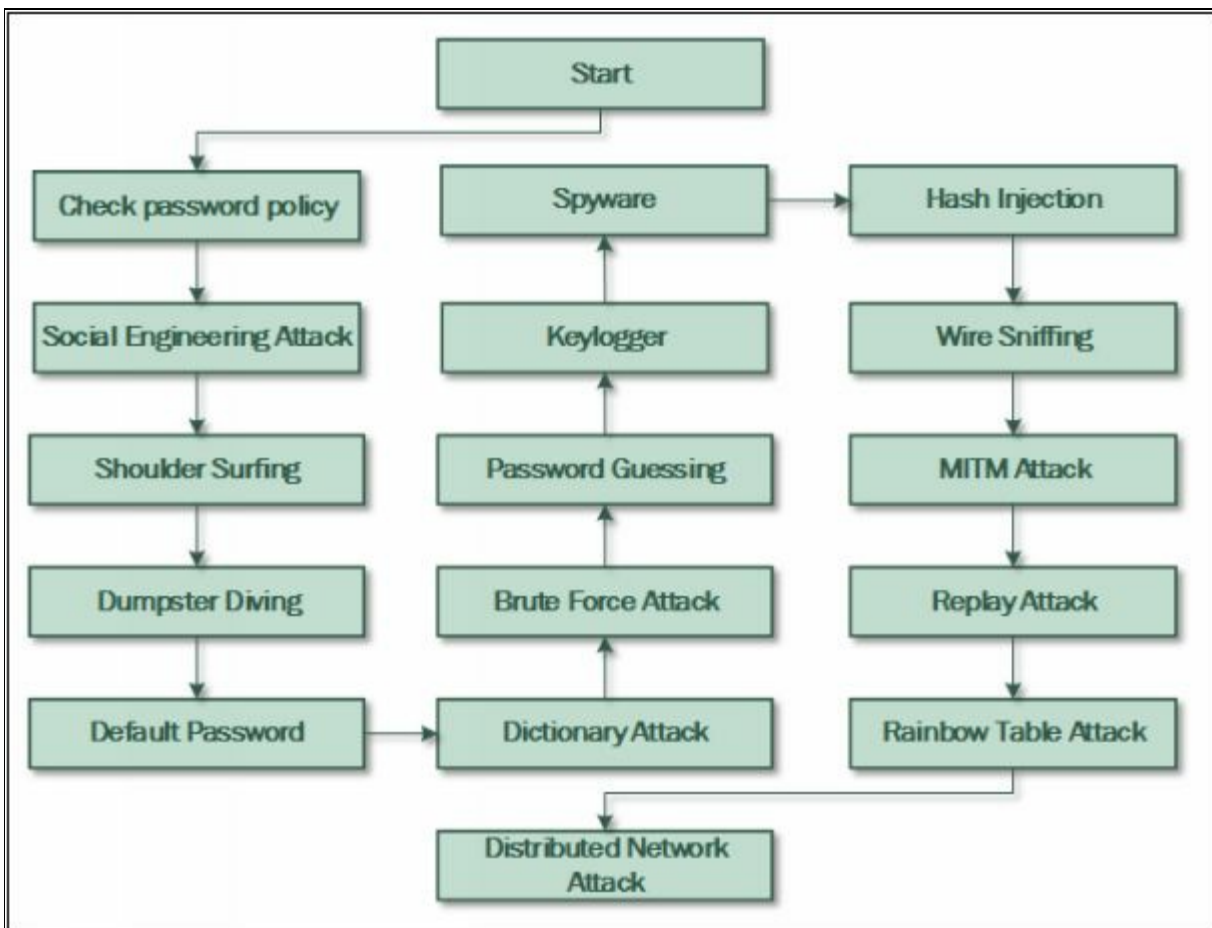 Start
Check password policy
Social Engineering Attack
Shoulder Surfing
Dumpster Diving
Default Password
Dictionary Attack
Brute Force Attack
Password Guessing
Keylogger
Spyware
Hash Injection
Wire Sniffing
MITM Attack
Replay Attack
Rainbow Table Attack
Distributed Network
Attack